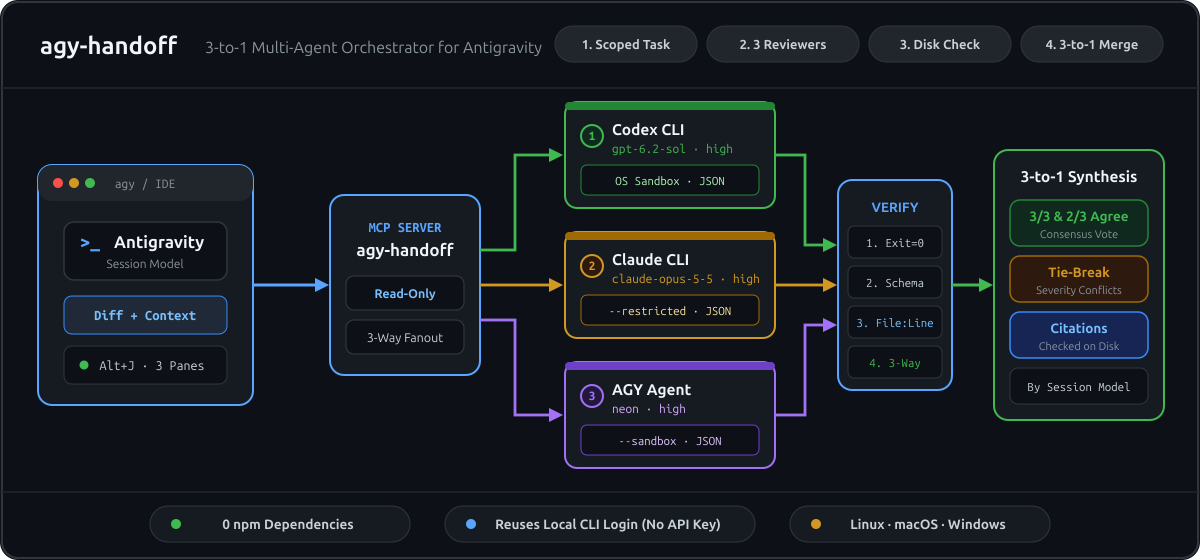 agy-handoff
3-to-1 Multi-Agent Orchestrator for Antigravity
1. Scoped Task
2. 3 Reviewers
3. Disk Check
4. 3-to-1 Merge
agy / IDE
>_ Antigravity
Session Model
Diff + Context
Alt+J · 3 Panes
MCP SERVER
agy-handoff
Read-Only
3-Way Fanout
1 Codex CLI
gpt-6.2-sol · high
OS Sandbox · JSON
2 Claude CLI
claude-opus-5-5 · high
--restricted · JSON
3 AGY Agent
neon · high
--sandbox · JSON
VERIFY
1. Exit=0
2. Schema
3. File:Line
4. 3-Way
3-to-1 Synthesis
3/3 & 2/3 Agree
Consensus Vote
Tie-Break
Severity Conflicts
Citations
Checked on Disk
By Session Model
0 npm Dependencies
Reuses Local CLI Login (No API Key)
Linux · macOS · Windows